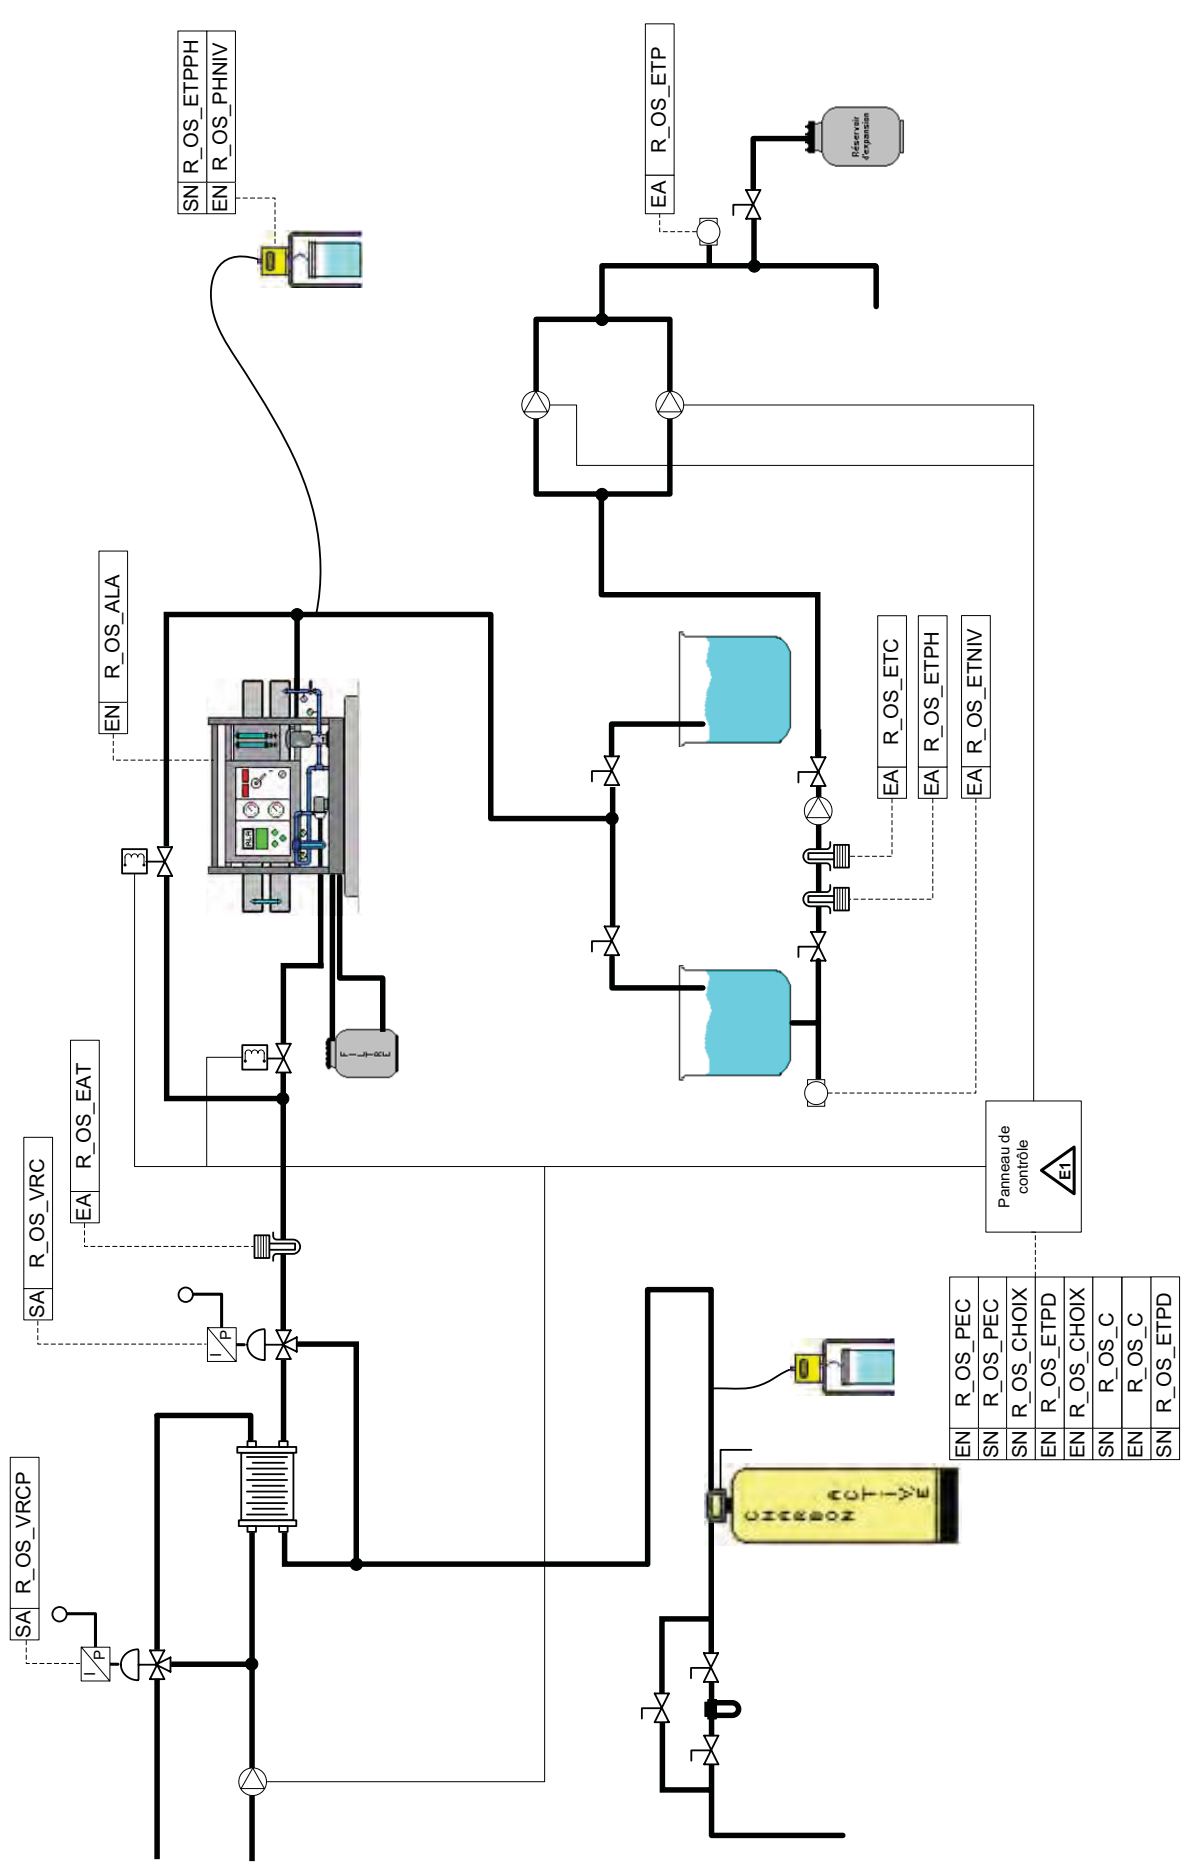 SN R_OS_ETPPH
EN R_OS_PHNIV
EA R_OS_ETP
Réservoir
d'expansion
EN R_OS_ALA
ALA
EA R_OS_ETC
EA R_OS_ETPH
EA R_OS_ETNIV
FILTRE
EA R_OS_EAT
SA R_OS_VRC
I
P
Panneau de
contrôle
E1
EN R_OS_PEC
SN R_OS_PEC
SN R_OS_CHOIX
EN R_OS_ETPD
EN R_OS_CHOIX
SN R_OS_C
EN R_OS_C
SN R_OS_ETPD
SA R_OS_VRCP
I
P
CHARBON
ACTIVE